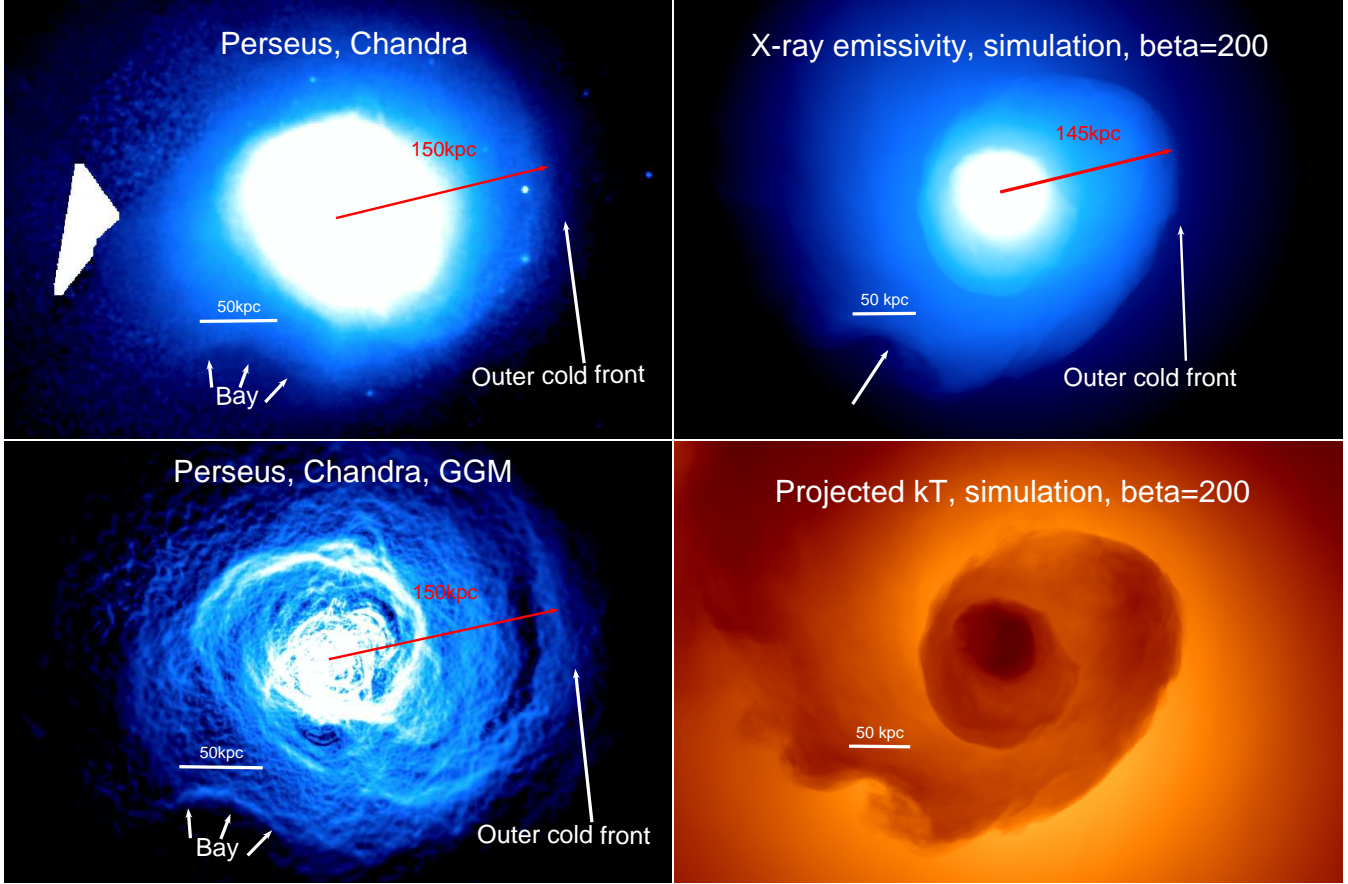 Perseus, Chandra
150kpc
50kpc
Bay
Outer cold front
X-ray emissivity, simulation, beta=200
145kpc
50 kpc
Outer cold front
Perseus, Chandra, GGM
150kpc
50kpc
Bay
Outer cold front
Projected kT, simulation, beta=200
50 kpc